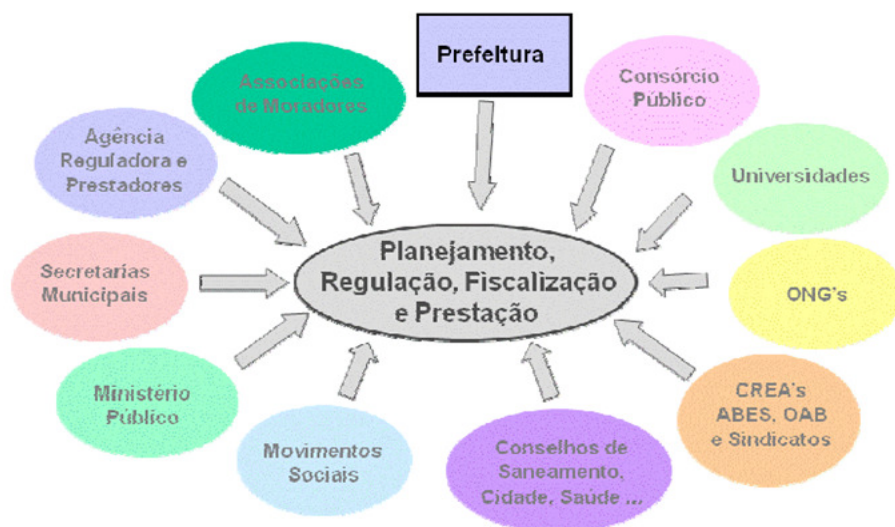 Prefeitura
Associações
de Moradores
Consórcio
Público
Agência
Reguladora e
Prestadores
Universidades
Planejamento,
Regulação, Fiscalização
e Prestação
Secretarias
Municipais
ONG's
Ministério
Público
CREA's
ABES, OAB
e Sindicatos
Movimentos
Sociais
Conselhos de
Saneamento,
Cidade, Saúde ...